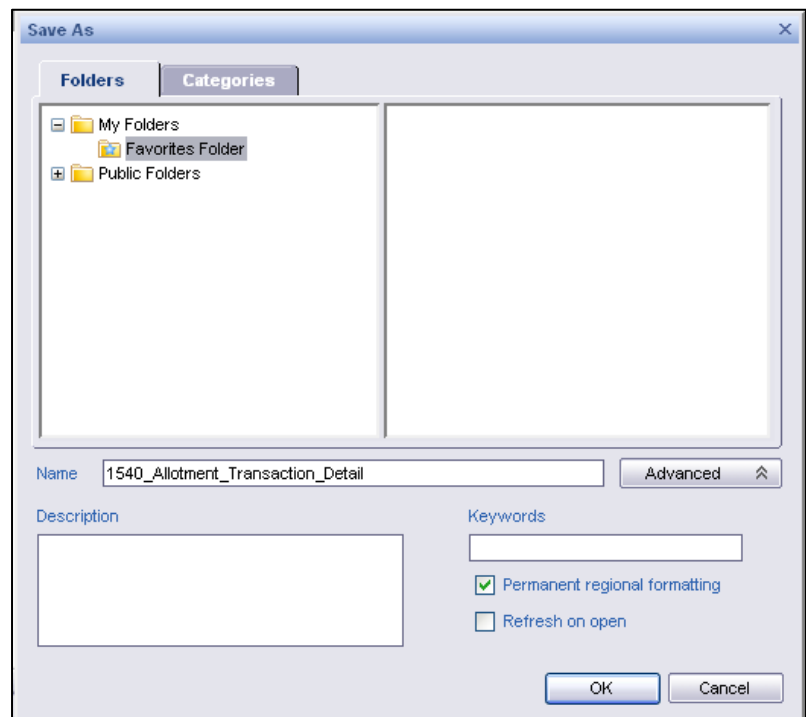 Save As
Folders
Categories
My Folders
Favorites Folder
Public Folders
Name
1540_Allotment_Transaction_Detail
Advanced
Description
Keywords
Permanent regional formatting
Refresh on open
OK
Cancel